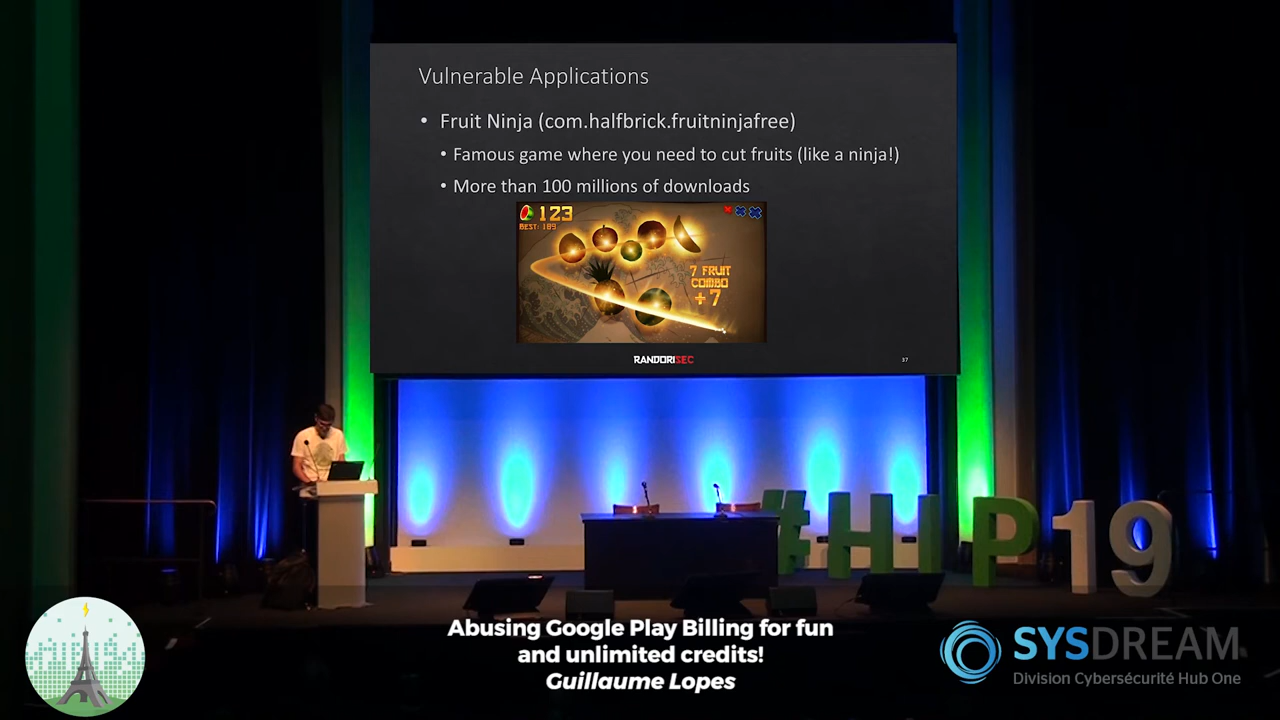 Vulnerable Applications
• Fruit Ninja (com.halfbrick.fruitninjafree)
• Famous game where you need to cut fruits (like a ninja!)
• More than 100 millions of downloads
123
BEST: 189
7 FRUIT
COMBO
+7
RANDORISEC
37
#HIP19
Abusing Google Play Billing for fun
and unlimited credits!
Guillaume Lopes
SYSDREAM
Division Cybersécurité Hub One